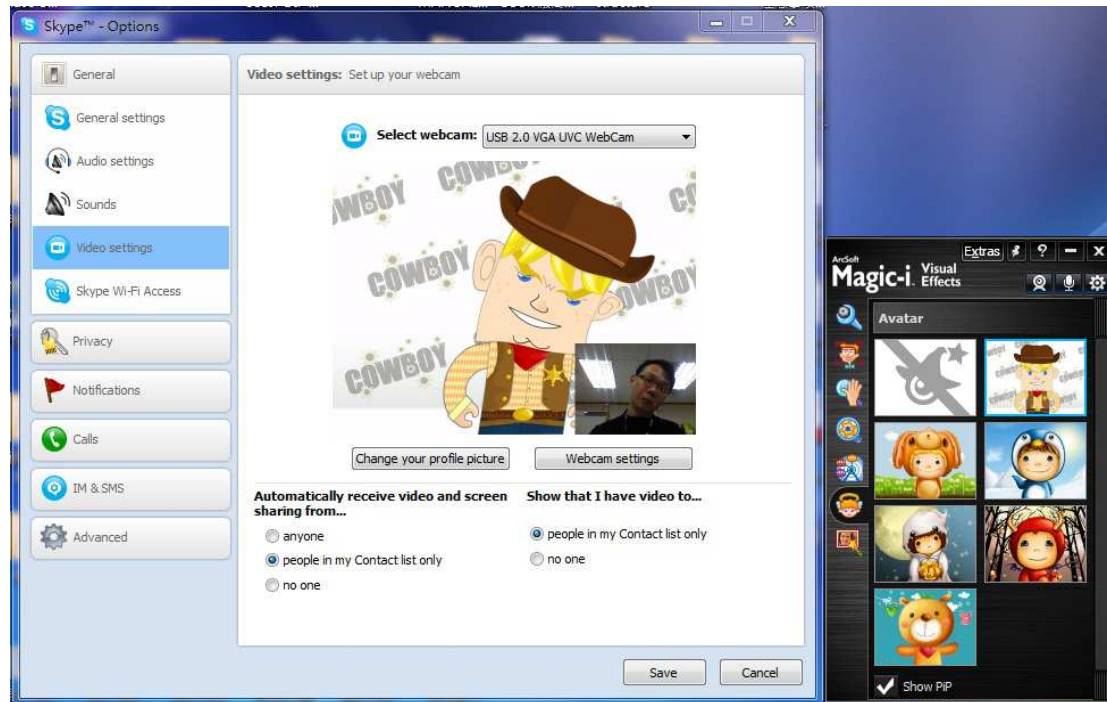 Skype™ - Options
General
General settings
Audio settings
Sounds
Video settings
Skype Wi-Fi Access
Privacy
Notifications
Calls
IM & SMS
Advanced
Video settings: Set up your webcam
Select webcam: USB 2.0 VGA UVC WebCam
COWBOY
COWBOY
COWBOY
Change your profile picture
Webcam settings
Automatically receive video and screen
sharing from...
anyone
people in my Contact list only
no one
Show that I have video to...
people in my Contact list only
no one
Save
Cancel
Extras
?
ArcSoft
Magic-i Visual
Effects
Avatar
Show PiP